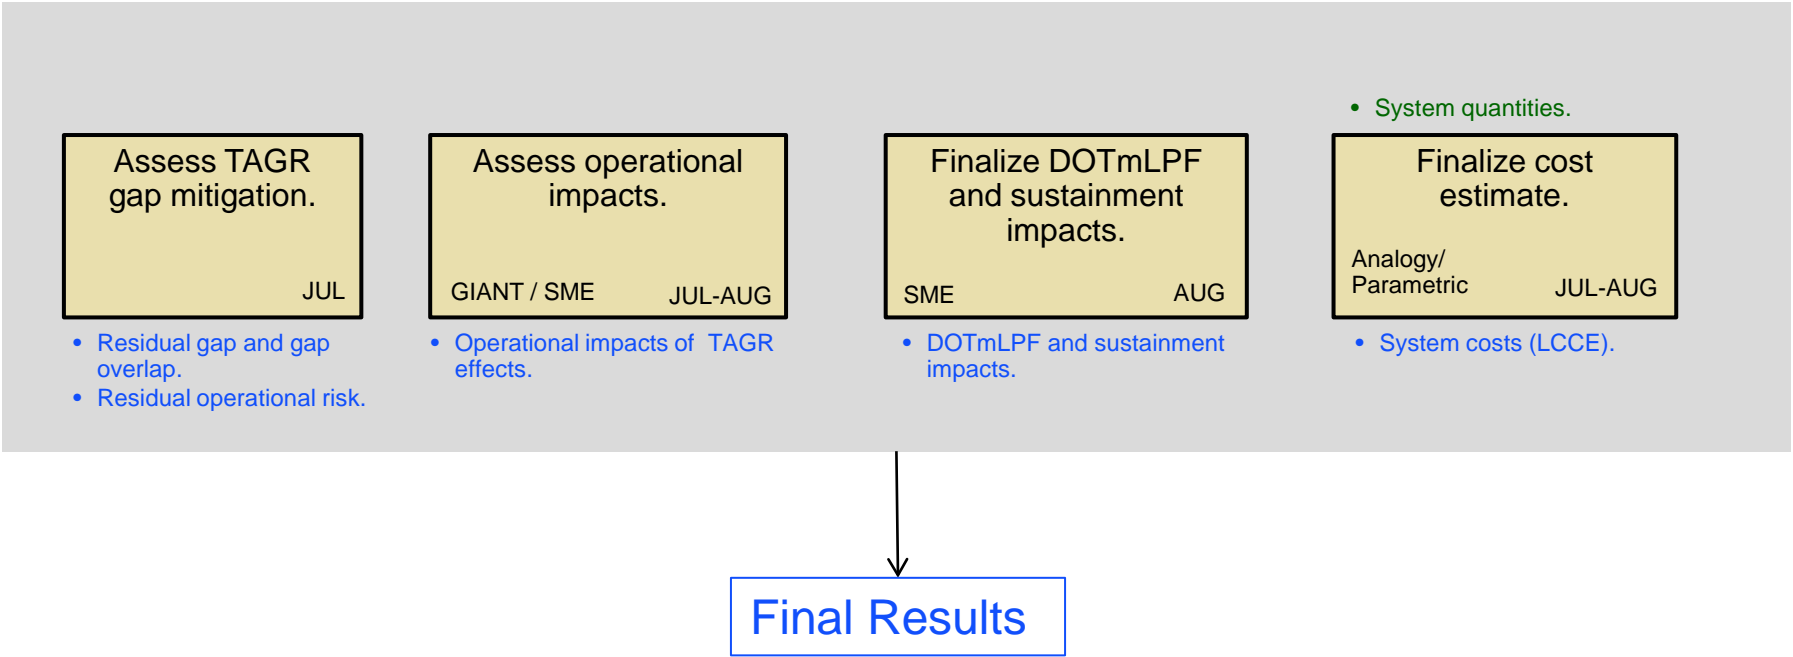 Assess TAGR
gap mitigation.
JUL
• Residual gap and gap
overlap.
• Residual operational risk.
Assess operational
impacts.
GIANT / SME
JUL-AUG
• Operational impacts of TAGR
effects.
Finalize DOTmLPF
and sustainment
impacts.
SME
AUG
• DOTmLPF and sustainment
impacts.
• System quantities.
Finalize cost
estimate.
Analogy/
Parametric
JUL-AUG
• System costs (LCCE).
Final Results